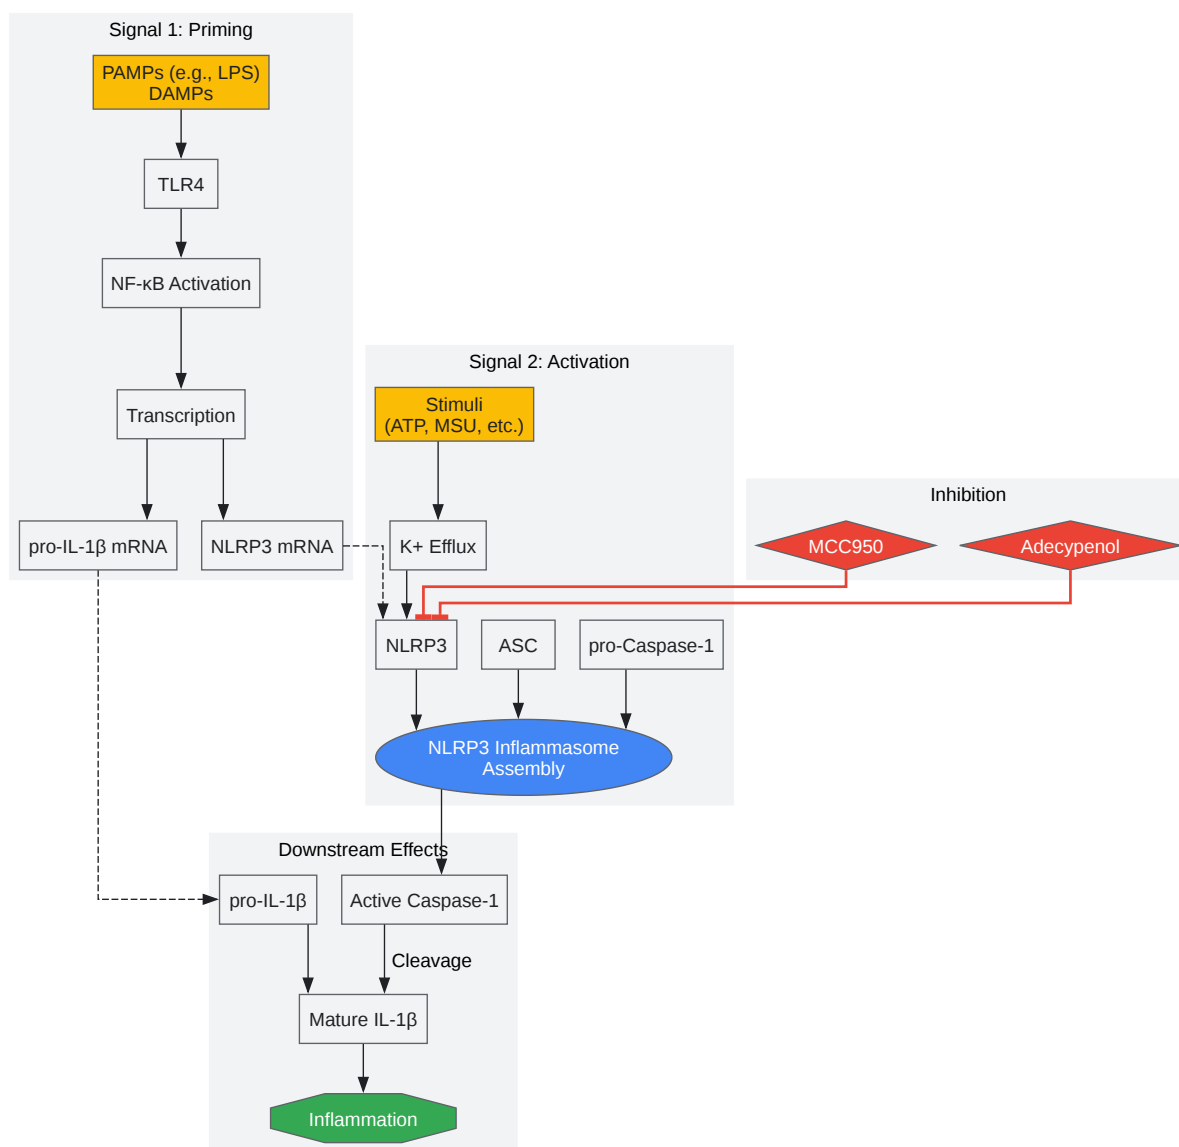 Signal 1: Priming
PAMPs (e.g., LPS)
DAMPs
TLR4
NF-κB Activation
Transcription
pro-IL-1β mRNA
NLRP3 mRNA
Signal 2: Activation
Stimuli
(ATP, MSU, etc.)
K+ Efflux
NLRP3
ASC
pro-Caspase-1
NLRP3 Inflammasome
Assembly
Inhibition
MCC950
Adecypenol
Downstream Effects
pro-IL-1β
Active Caspase-1
Cleavage
Mature IL-1β
Inflammation